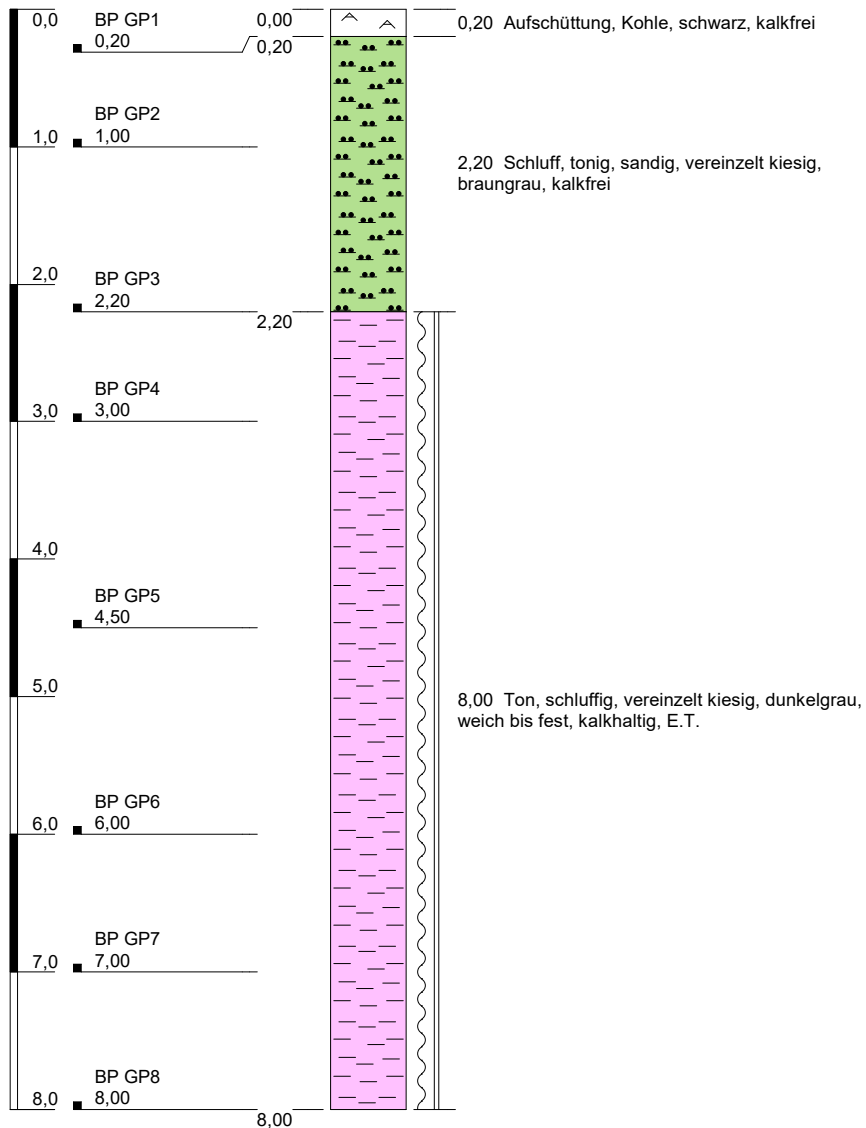 0,0
BP GP1
0,20
0,00
0,20
0,20 Aufschüttung, Kohle, schwarz, kalkfrei
BP GP2
1,00
1,0
2,20 Schluff, tonig, sandig, vereinzelt kiesig,
braungrau, kalkfrei
2,0
BP GP3
2,20
2,20
BP GP4
3,00
3,0
4,0
BP GP5
4,50
5,0
8,00 Ton, schluffig, vereinzelt kiesig, dunkelgrau,
weich bis fest, kalkhaltig, E.T.
BP GP6
6,00
6,0
BP GP7
7,00
7,0
BP GP8
8,00
8,0
8,00